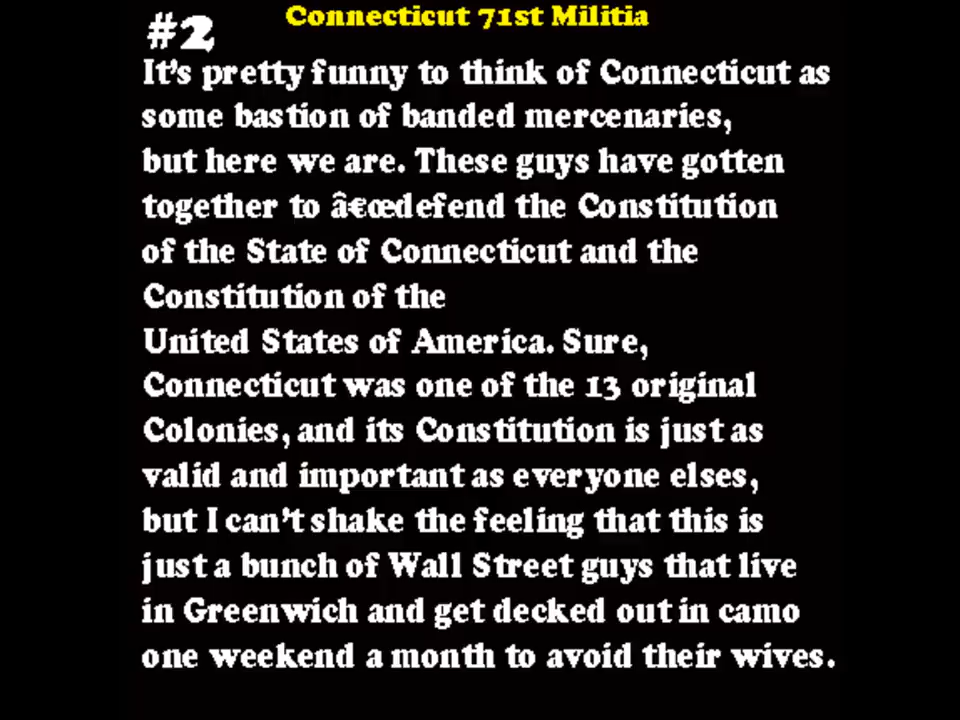 Connecticut 71st Militia
#2
It's pretty funny to think of Connecticut as
some bastion of banded mercenaries,
but here we are. These guys have gotten
together to â€œdefend the Constitution
of the State of Connecticut and the
Constitution of the
United States of America. Sure,
Connecticut was one of the 13 original
Colonies, and its Constitution is just as
valid and important as everyone elses,
but I can't shake the feeling that this is
just a bunch of Wall Street guys that live
in Greenwich and get decked out in camo
one weekend a month to avoid their wives.